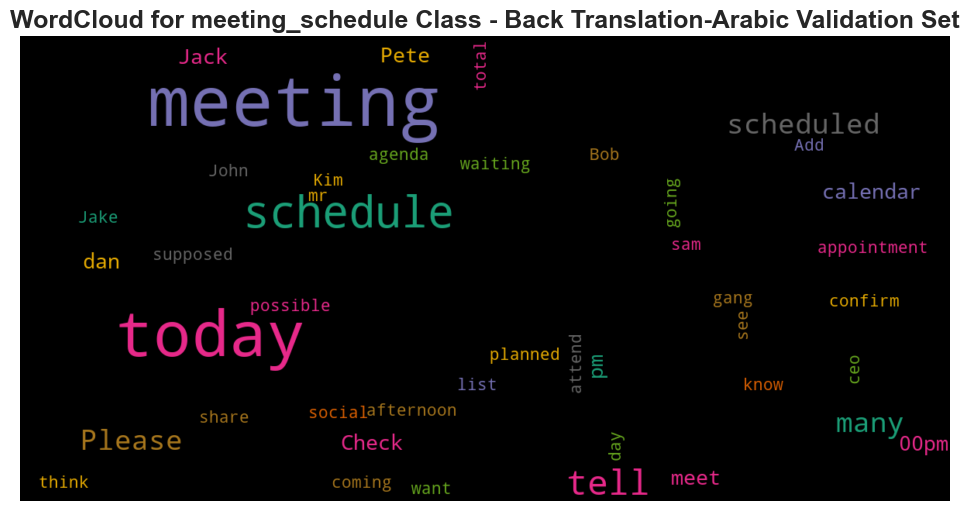 WordCloud for meeting_schedule Class - Back Translation-Arabic Validation Set
Jack
Pete
total
meeting
scheduled
Add
agenda
waiting
Bob
John
Kim
mr
going
calendar
schedule
Jake
sam
appointment
supposed
dan
possible
gang
confirm
see
today
planned
attend
pm
ceo
list
know
share
social
afternoon
many
Please
Check
day
00pm
think
coming
want
tell
meet